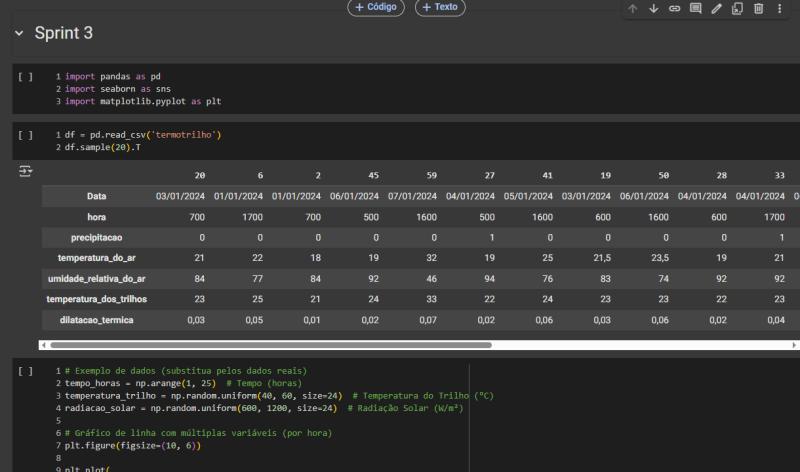 + Código + Texto
Sprint 3
[ ] 1 import pandas as pd
2 import seaborn as sns
3 import matplotlib.pyplot as plt
[ ] 1 df = pd.read_csv('termotrilho')
2 df.sample(20).T
20 6 2 45 59 27 41 19 50 28 33
Data 03/01/2024 01/01/2024 01/01/2024 06/01/2024 07/01/2024 04/01/2024 05/01/2024 03/01/2024 06/01/2024 04/01/2024 04/01/2024 0
hora 700 1700 700 500 1600 500 1600 600 1600 600 1700
precipitacao 0 0 0 0 0 1 0 0 0 0 1
temperatura_do_ar 21 22 18 19 32 19 25 21,5 23,5 19 21
umidade_relativa_do_ar 84 77 84 92 46 94 76 83 74 92 92
temperatura_dos_trilhos 23 25 21 24 33 22 24 23 23 22 23
dilatacao_termica 0,03 0,05 0,01 0,02 0,07 0,02 0,06 0,03 0,06 0,02 0,04
[ ] 1 # Exemplo de dados (substitua pelos dados reais)
2 tempo_horas = np.arange(1, 25) # Tempo (horas)
3 temperatura_trilho = np.random.uniform(40, 60, size=24) # Temperatura do Trilho (ºC)
4 radiacao_solar = np.random.uniform(600, 1200, size=24) # Radiação Solar (W/m²)
5
6 # Gráfico de linha com múltiplas variáveis (por hora)
7 plt.figure(figsize=(10, 6))
8
9 plt.plot(